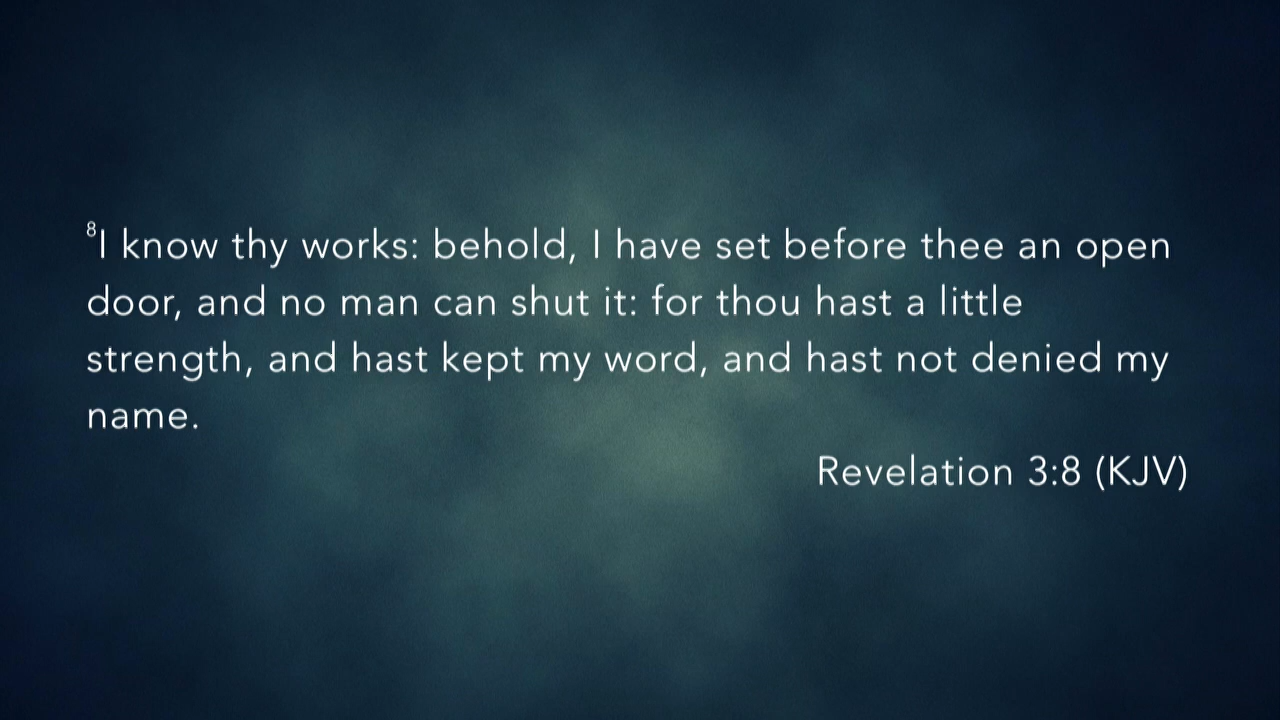 ⁸I know thy works: behold, I have set before thee an open
door, and no man can shut it: for thou hast a little
strength, and hast kept my word, and hast not denied my
name.
Revelation 3:8 (KJV)